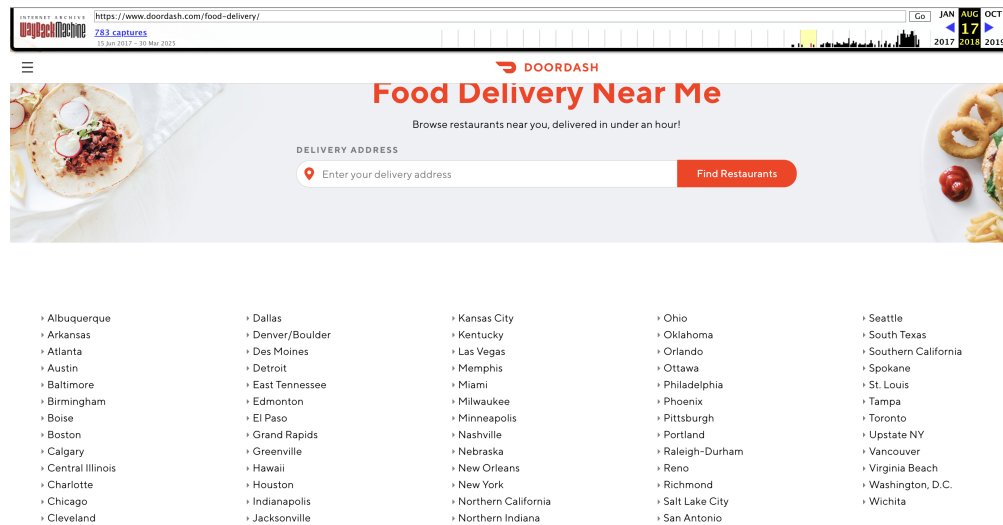 INTERNET ARCHIVE
WayBackMachine
https://www.doordash.com/food-delivery/
Go
JAN AUG OCT
783 captures
17
15 Jun 2017 – 30 Mar 2025
2017 2018 2019
DOORDASH
Food Delivery Near Me
Browse restaurants near you, delivered in under an hour!
DELIVERY ADDRESS
Enter your delivery address
Find Restaurants
Albuquerque
Arkansas
Atlanta
Austin
Baltimore
Birmingham
Boise
Boston
Calgary
Central Illinois
Charlotte
Chicago
Cleveland
Dallas
Denver/Boulder
Des Moines
Detroit
East Tennessee
Edmonton
El Paso
Grand Rapids
Greenville
Hawaii
Houston
Indianapolis
Jacksonville
Kansas City
Kentucky
Las Vegas
Memphis
Miami
Milwaukee
Minneapolis
Nashville
Nebraska
New Orleans
New York
Northern California
Northern Indiana
Ohio
Oklahoma
Orlando
Ottawa
Philadelphia
Phoenix
Pittsburgh
Portland
Raleigh-Durham
Reno
Richmond
Salt Lake City
San Antonio
Seattle
South Texas
Southern California
Spokane
St. Louis
Tampa
Toronto
Upstate NY
Vancouver
Virginia Beach
Washington, D.C.
Wichita